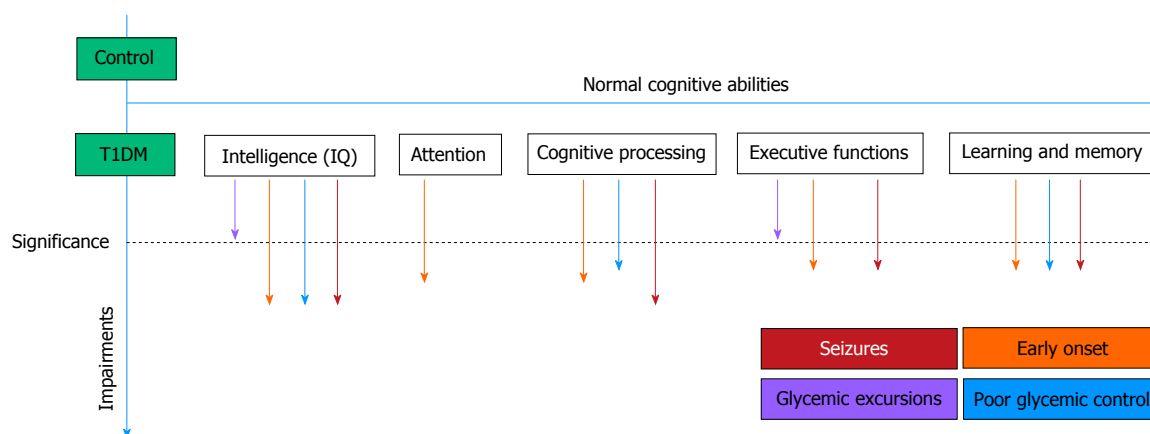 Control
Normal cognitive abilities
T1DM
Intelligence (IQ)
Attention
Cognitive processing
Executive functions
Learning and memory
Significance
Impairments
Seizures
Early onset
Glycemic excursions
Poor glycemic control